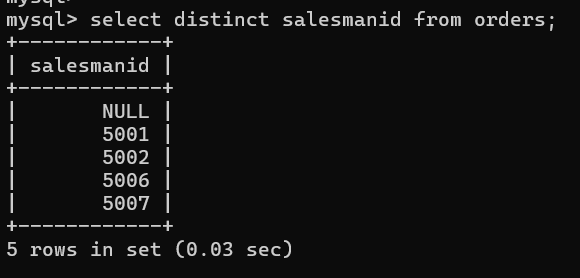 mysql>
mysql> select distinct salesmanid from orders;
+------------+
| salesmanid |
+------------+
|       NULL |
|       5001 |
|       5002 |
|       5006 |
|       5007 |
+------------+
5 rows in set (0.03 sec)